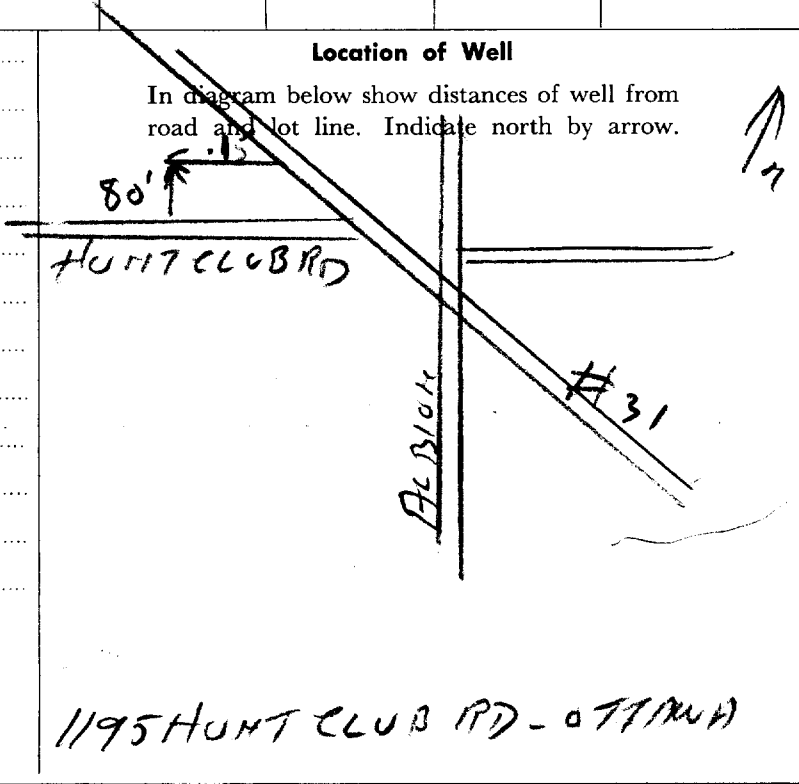 Location of Well
In diagram below show distances of well from
road and lot line. Indicate north by arrow.
.15
80'
n
HUNT CLUB RD
ALBION
# 31
1195 HUNT CLUB RD - OTTAWA